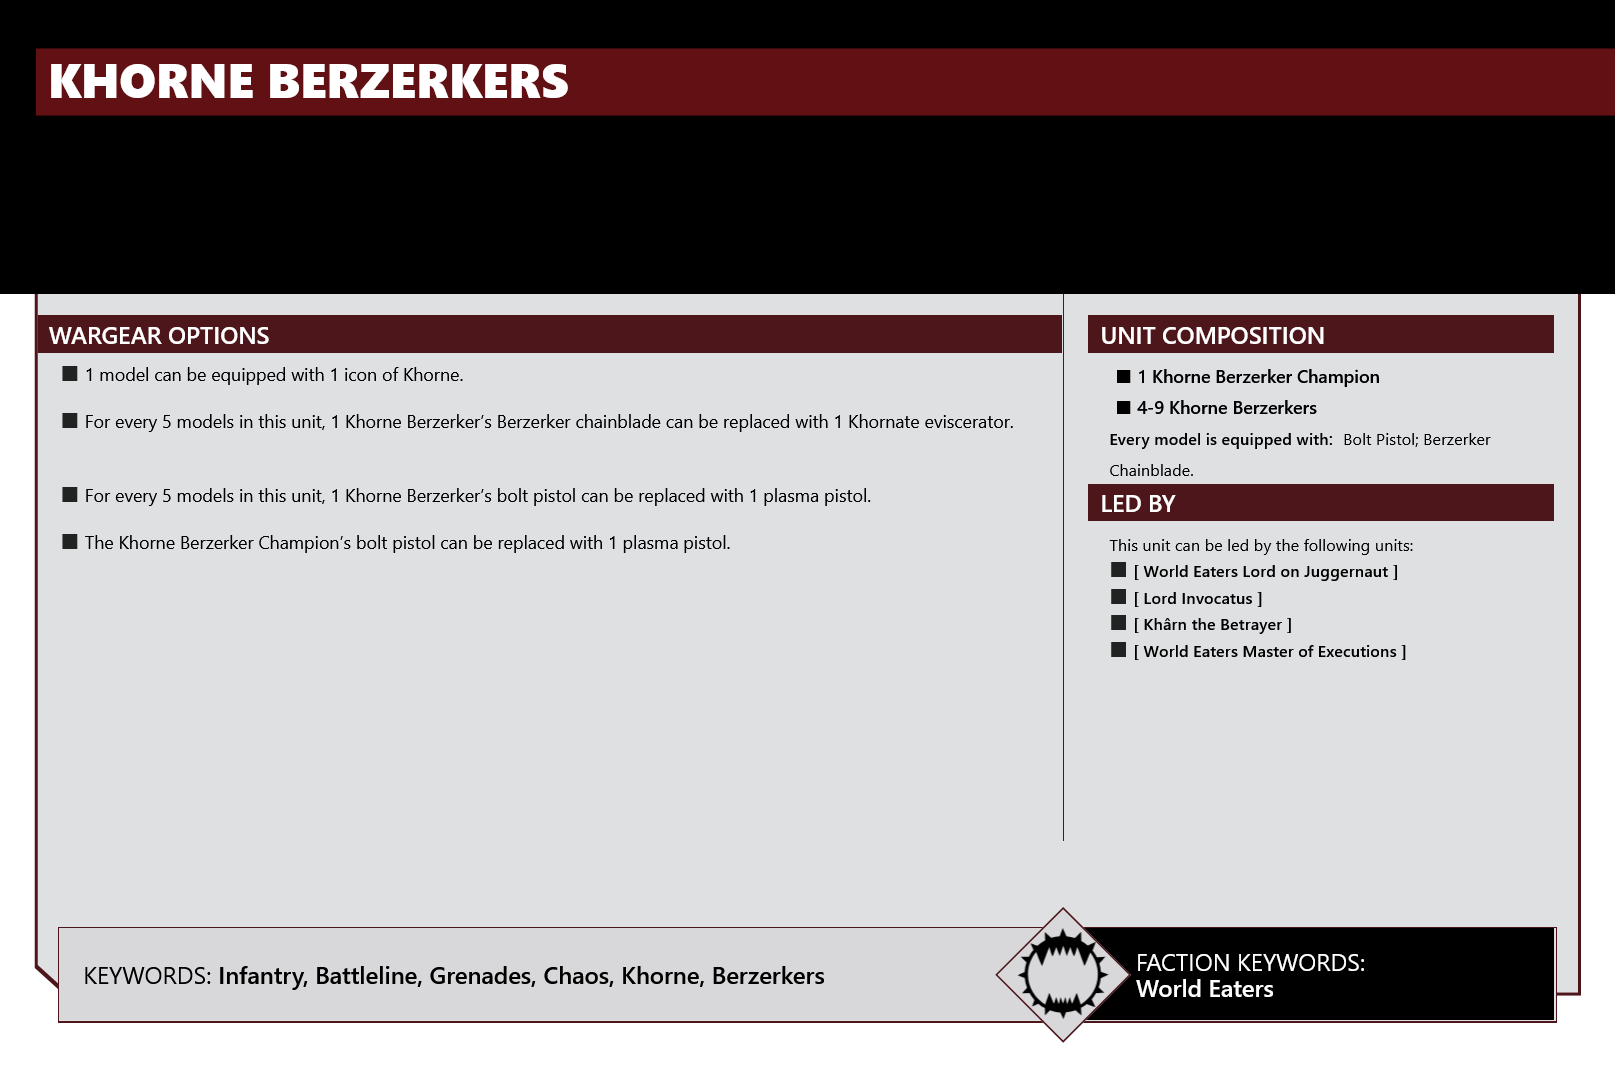 KHORNE BERZERKERS
WARGEAR OPTIONS
1 model can be equipped with 1 icon of Khorne.
For every 5 models in this unit, 1 Khorne Berzerker’s Berzerker chainblade can be replaced with 1 Khornate eviscerator.
For every 5 models in this unit, 1 Khorne Berzerker’s bolt pistol can be replaced with 1 plasma pistol.
The Khorne Berzerker Champion’s bolt pistol can be replaced with 1 plasma pistol.
UNIT COMPOSITION
1 Khorne Berzerker Champion
4-9 Khorne Berzerkers
Every model is equipped with: Bolt Pistol; Berzerker
Chainblade.
LED BY
This unit can be led by the following units:
[ World Eaters Lord on Juggernaut ]
[ Lord Invocatus ]
[ Khârn the Betrayer ]
[ World Eaters Master of Executions ]
KEYWORDS: Infantry, Battleline, Grenades, Chaos, Khorne, Berzerkers
FACTION KEYWORDS:
World Eaters